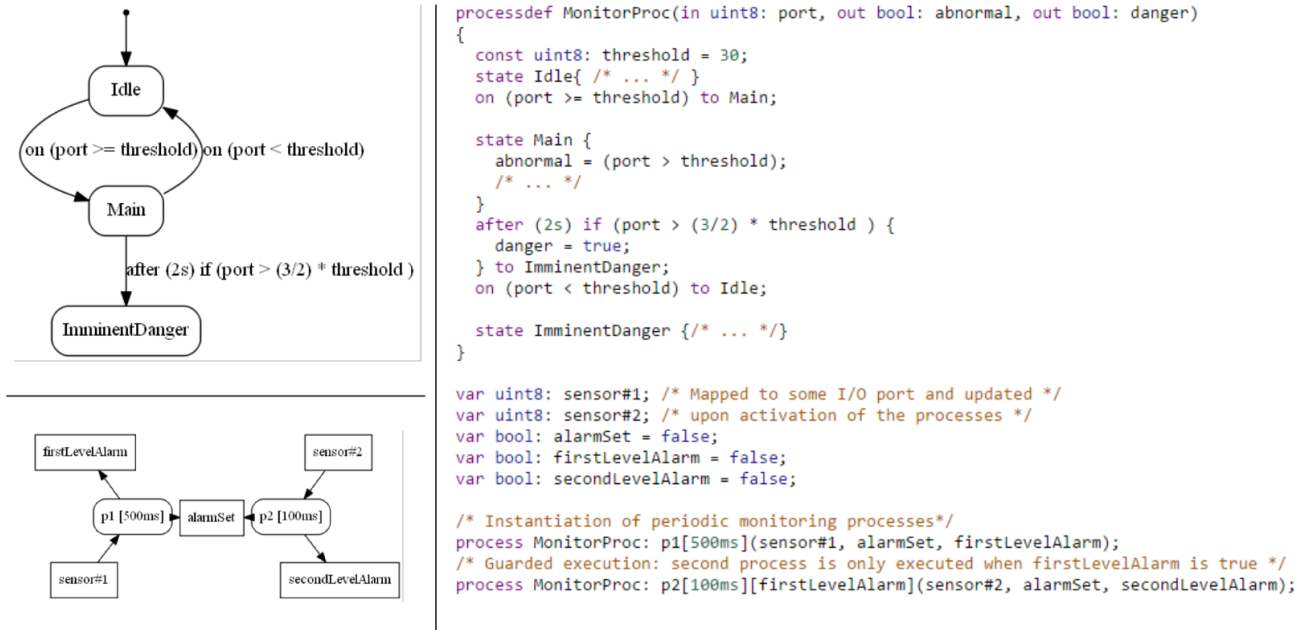 Idle
on (port >= threshold)
on (port < threshold)
Main
after (2s) if (port > (3/2) * threshold )
ImminentDanger
firstLevelAlarm
sensor#2
p1 [500ms]
alarmSet
p2 [100ms]
sensor#1
secondLevelAlarm
processdef MonitorProc(in uint8: port, out bool: abnormal, out bool: danger)
{
const uint8: threshold = 30;
state Idle{ /* ... */ }
on (port >= threshold) to Main;
state Main {
abnormal = (port > threshold);
/* ... */
}
after (2s) if (port > (3/2) * threshold ) {
danger = true;
} to ImminentDanger;
on (port < threshold) to Idle;
state ImminentDanger {/* ... */}
}
var uint8: sensor#1; /* Mapped to some I/O port and updated */
var uint8: sensor#2; /* upon activation of the processes */
var bool: alarmSet = false;
var bool: firstLevelAlarm = false;
var bool: secondLevelAlarm = false;
/* Instantiation of periodic monitoring processes*/
process MonitorProc: p1[500ms](sensor#1, alarmSet, firstLevelAlarm);
/* Guarded execution: second process is only executed when firstLevelAlarm is true */
process MonitorProc: p2[100ms][firstLevelAlarm](sensor#2, alarmSet, secondLevelAlarm);